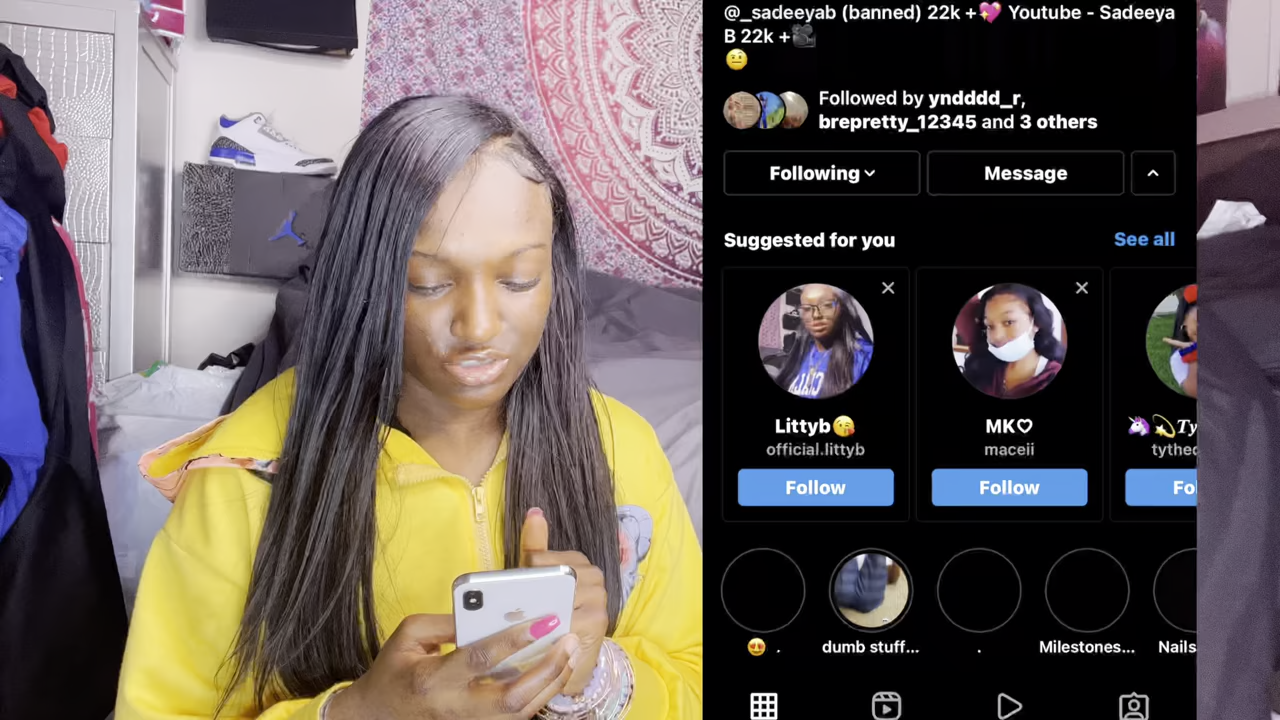 @_sadeeyab (banned) 22k +💖 Youtube - Sadeeya
B 22k +🎥
🤨
Followed by yndddd_r,
brepretty_12345 and 3 others
Following
Message
Suggested for you
See all
Littyb😘
MK♡
🦄💫Ty
official.littyb
maceii
Follow
Follow
😍 .
dumb stuff...
.
Milestones...
Nails